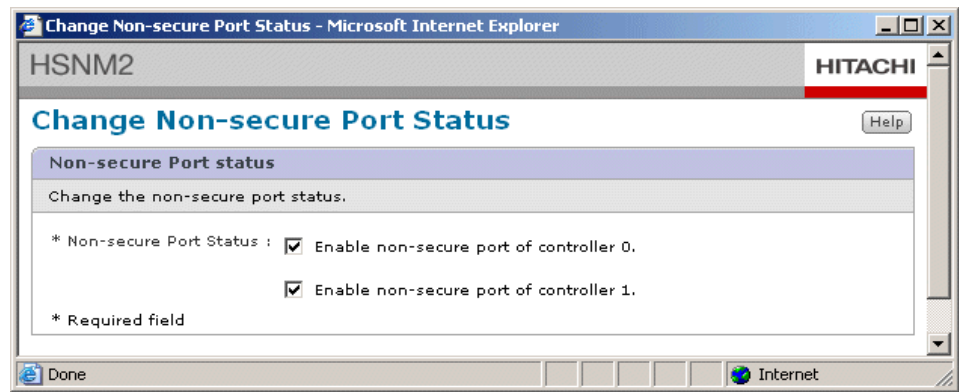 Change Non-secure Port Status - Microsoft Internet Explorer
HSNM2
HITACHI
Change Non-secure Port Status
Help
Non-secure Port status
Change the non-secure port status.
* Non-secure Port Status : Enable non-secure port of controller 0.
Enable non-secure port of controller 1.
* Required field
Done
Internet